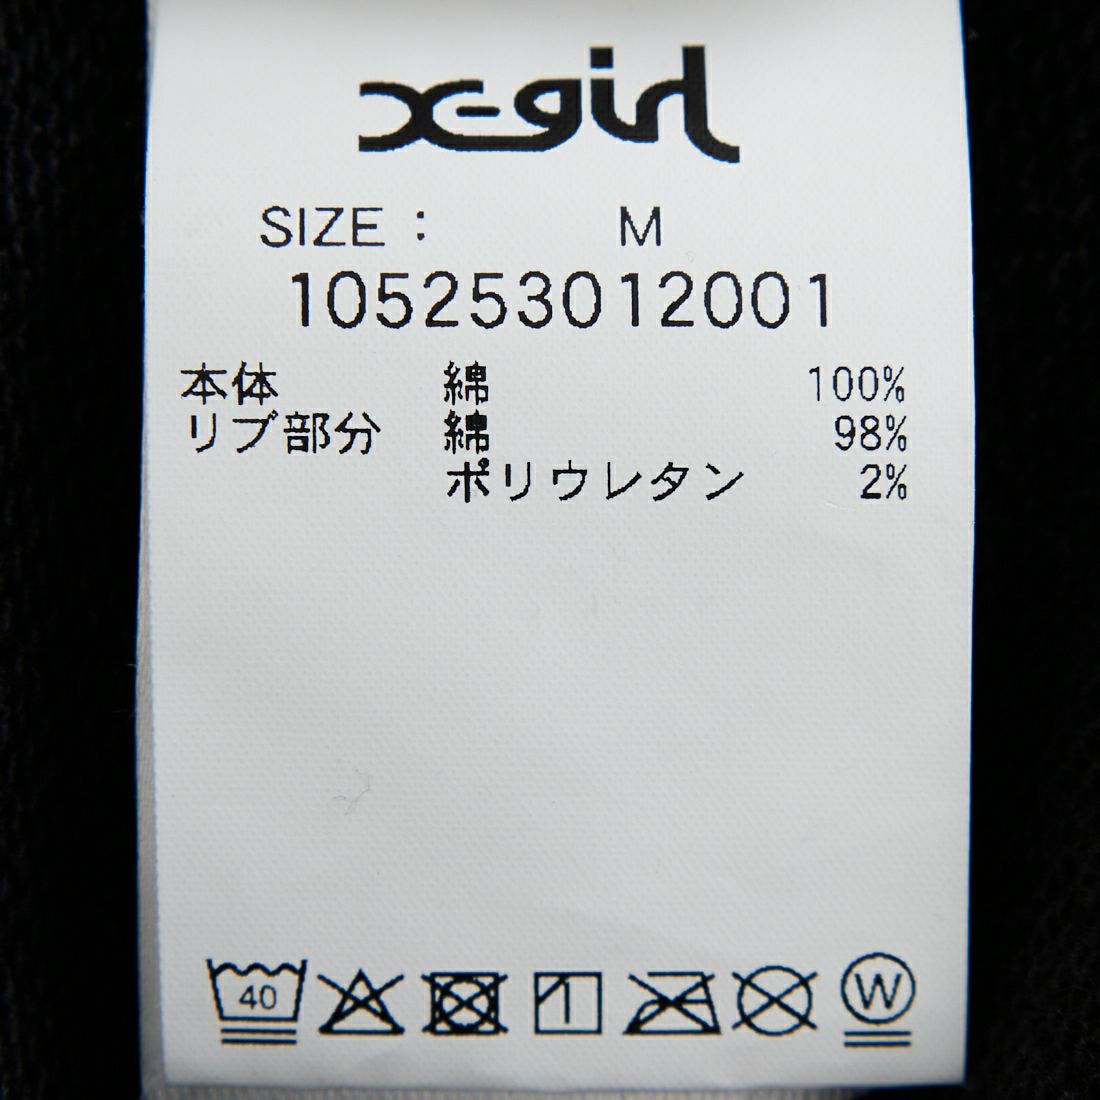 x-girl
SIZE : M
105253012001
本体 綿 100%
リブ部分 綿 98%
ポリウレタン 2%
40 W